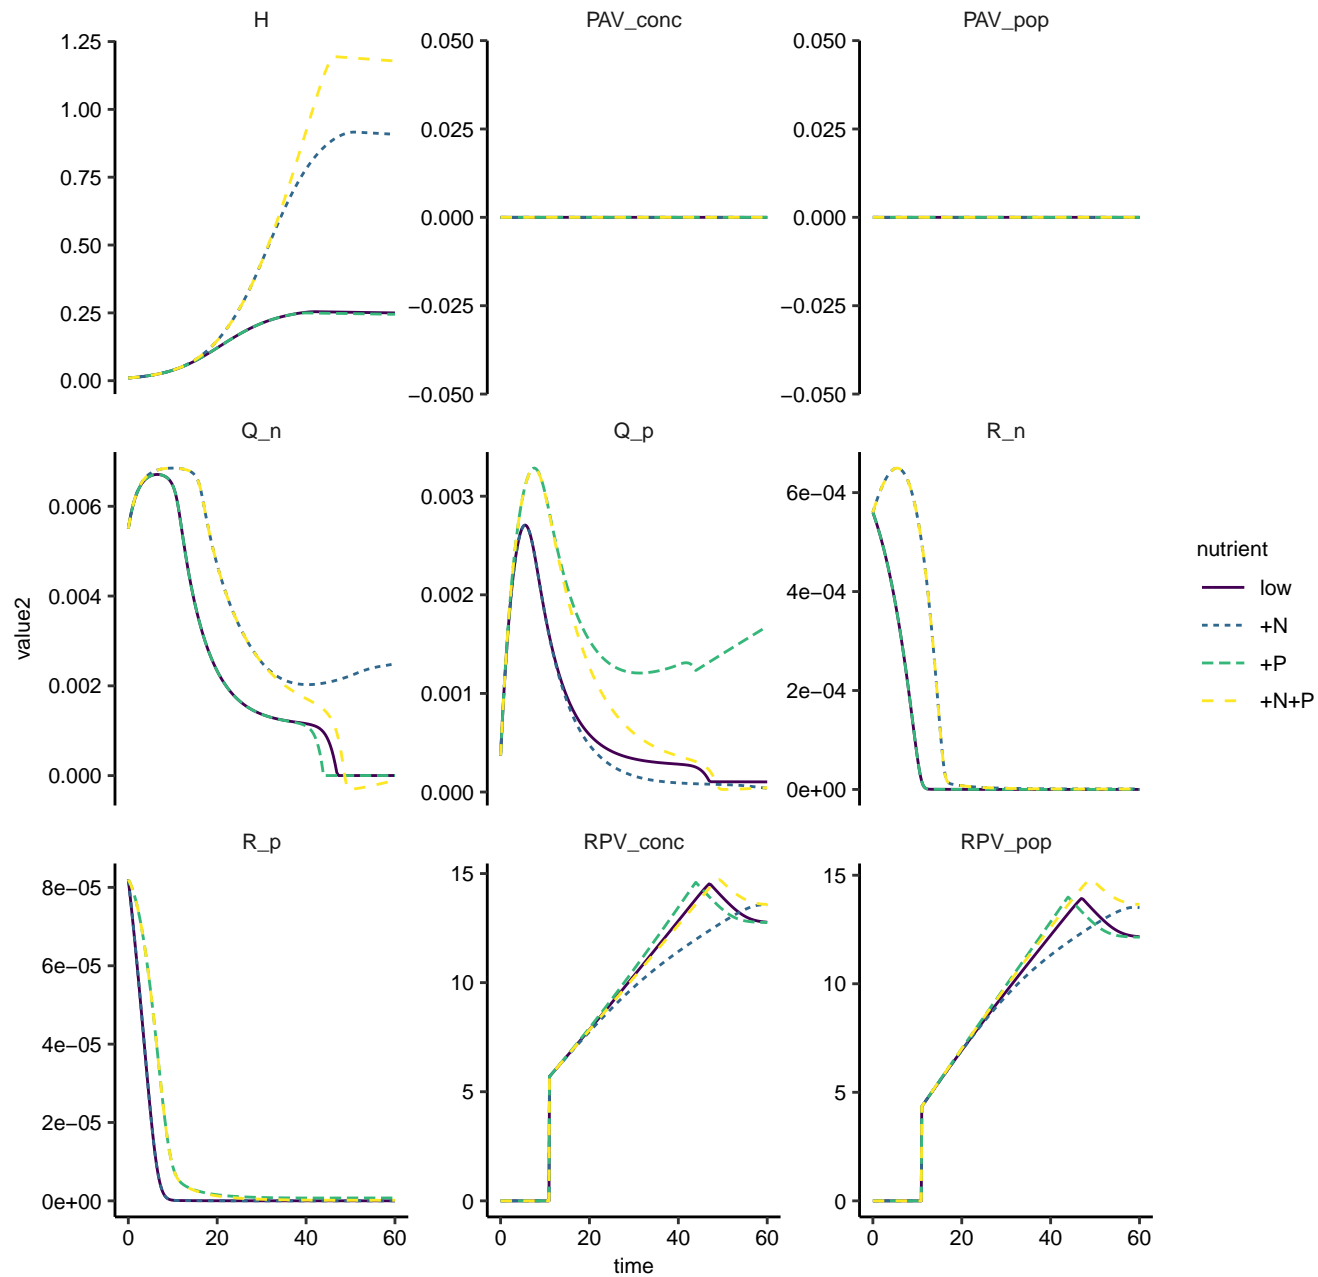 H
PAV_conc
PAV_pop
1.25
1.00
0.75
0.50
0.25
0.00
0.050
0.025
0.000
−0.025
−0.050
0.050
0.025
0.000
−0.025
−0.050
Q_n
Q_p
R_n
0.006
0.004
0.002
0.000
0.003
0.002
0.001
0.000
6e−04
4e−04
2e−04
0e+00
value2
nutrient
low
+N
+P
+N+P
R_p
RPV_conc
RPV_pop
8e−05
6e−05
4e−05
2e−05
0e+00
15
10
5
0
15
10
5
0
0 20 40 60
0 20 40 60
0 20 40 60
time